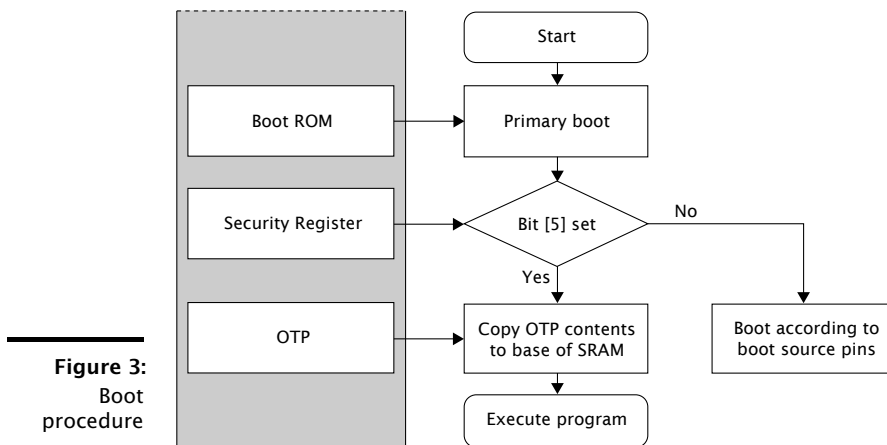 Start
Boot ROM
Primary boot
Security Register
Bit [5] set
No
Yes
OTP
Copy OTP contents
to base of SRAM
Boot according to
boot source pins
Execute program
Figure 3:
Boot
procedure